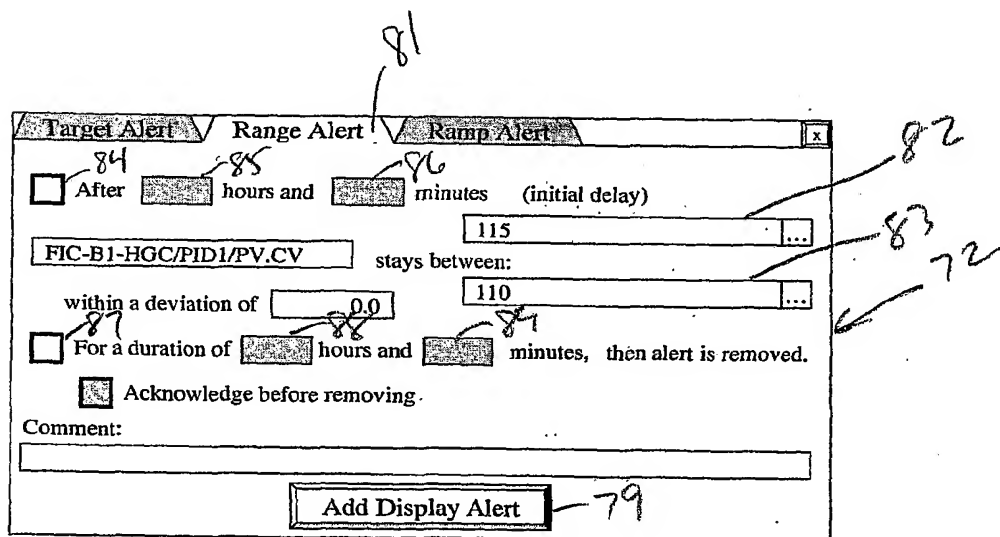 81
Target Alert Range Alert Ramp Alert x
84 85 86 82
After hours and minutes (initial delay)
115 ...
83
FIC-B1-HGC/PID1/PV.CV stays between:
72
110 ...
within a deviation of 0.0
87 88 89
For a duration of hours and minutes, then alert is removed.
Acknowledge before removing.
Comment:
Add Display Alert 79